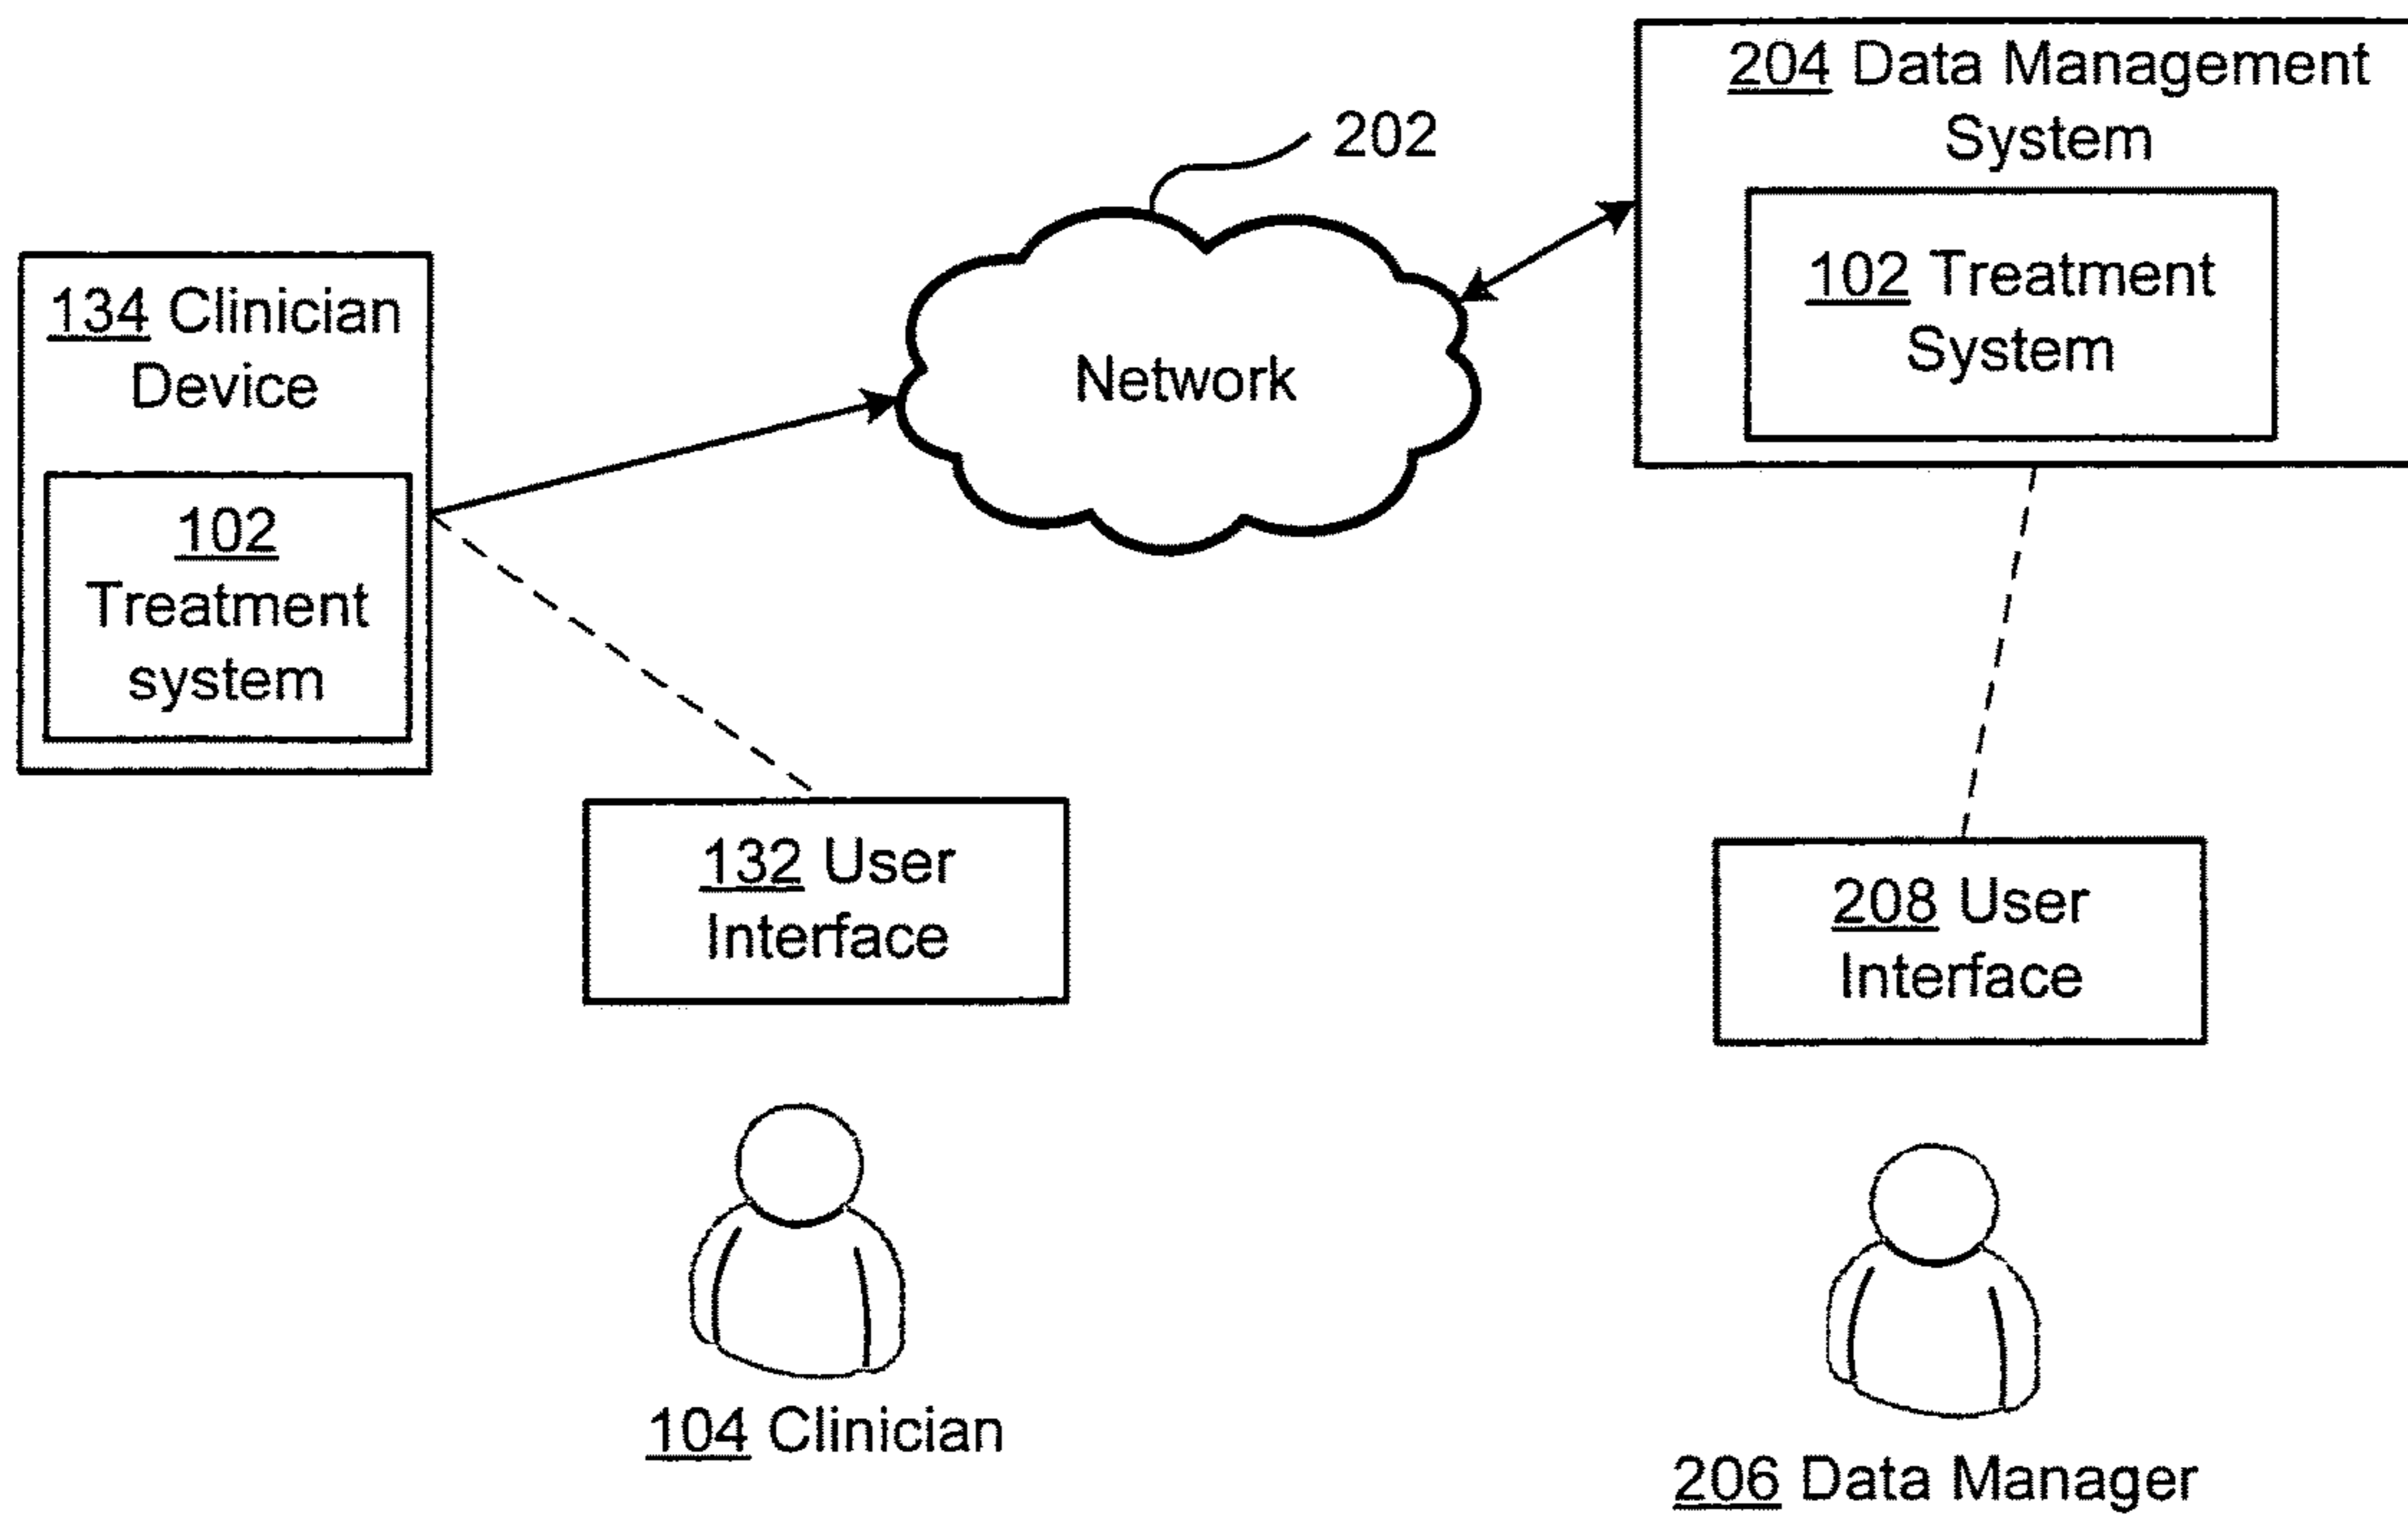 204 Data Management
System
202
102 Treatment
System
134 Clinician
Device
Network
102
Treatment
system
132 User
Interface
208 User
Interface
104 Clinician
206 Data Manager